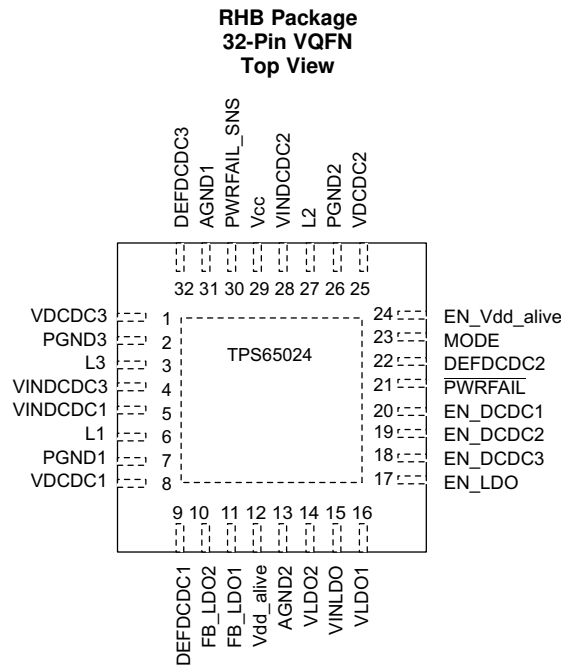 RHB Package
32-Pin VQFN
Top View
DEFDCDC3
AGND1
PWRFAIL_SNS
Vcc
VINDCDC2
L2
PGND2
VDCDC2
32 31 30 29 28 27 26 25
VDCDC3 1
PGND3 2
L3 3
VINDCDC3 4
VINDCDC1 5
L1 6
PGND1 7
VDCDC1 8
TPS65024
24 EN_Vdd_alive
23 MODE
22 DEFDCDC2
21 PWRFAIL
20 EN_DCDC1
19 EN_DCDC2
18 EN_DCDC3
17 EN_LDO
9 10 11 12 13 14 15 16
DEFDCDC1
FB_LDO2
FB_LDO1
Vdd_alive
AGND2
VLDO2
VINLDO
VLDO1